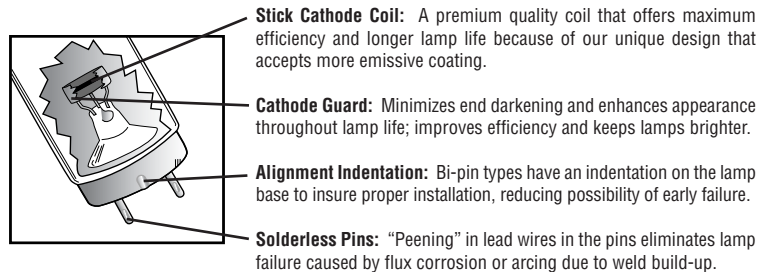 Stick Cathode Coil: A premium quality coil that offers maximum
efficiency and longer lamp life because of our unique design that
accepts more emissive coating.
Cathode Guard: Minimizes end darkening and enhances appearance
throughout lamp life; improves efficiency and keeps lamps brighter.
Alignment Indentation: Bi-pin types have an indentation on the lamp
base to insure proper installation, reducing possibility of early failure.
Solderless Pins: “Peening” in lead wires in the pins eliminates lamp
failure caused by flux corrosion or arcing due to weld build-up.